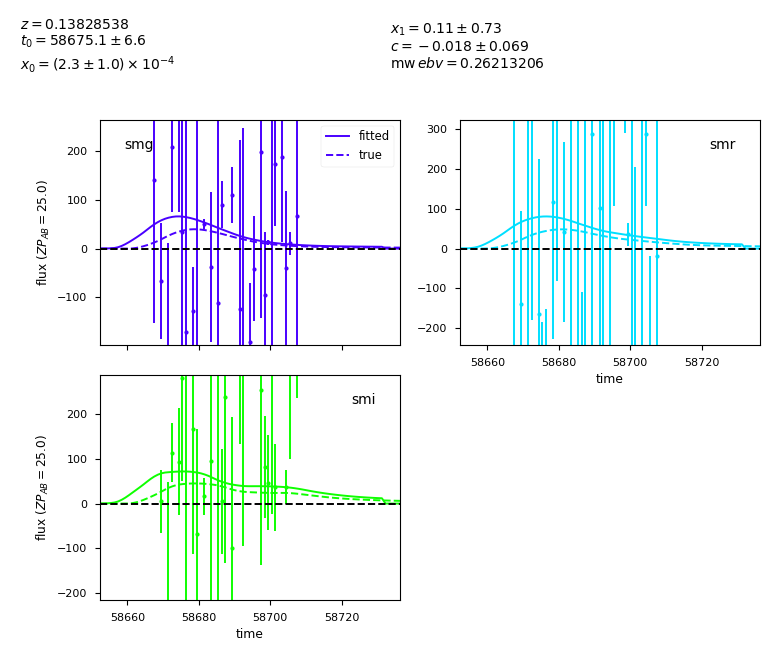 z = 0.13828538
t₀ = 58675.1 ± 6.6
x₀ = (2.3 ± 1.0) × 10⁻⁴
x₁ = 0.11 ± 0.73
c = −0.018 ± 0.069
mw ebv = 0.26213206
smg
fitted
true
200
100
0
−100
flux (ZP_AB = 25.0)
smr
300
200
100
0
−100
−200
58660 58680 58700 58720
time
smi
200
100
0
−100
−200
flux (ZP_AB = 25.0)
58660 58680 58700 58720
time